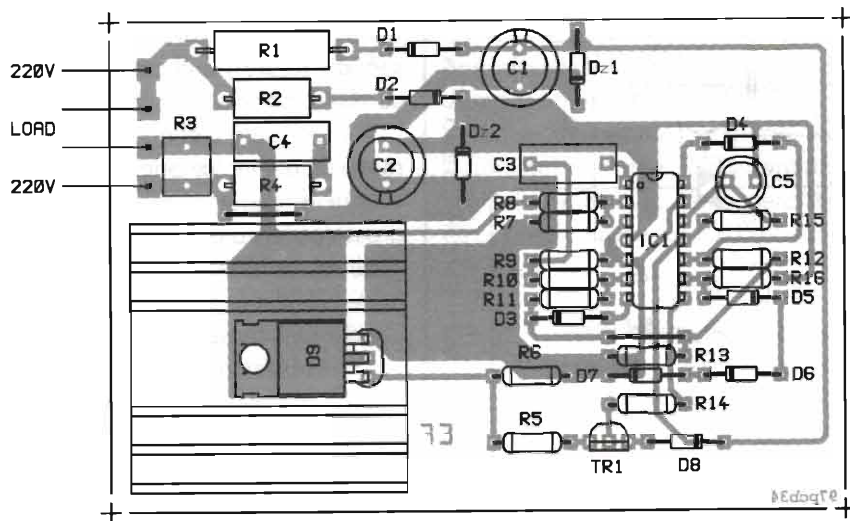 D1
R1
C1
Dz1
220V
D2
R2
LOAD
R3
C4
Dz2
D4
C2
C3
C5
220V
R4
R8
IC1
R15
R7
R9
R12
R10
R16
R11
D5
D3
D9
R13
R6
D7
D6
R14
R5
EF
TR1
D8
97pcb34